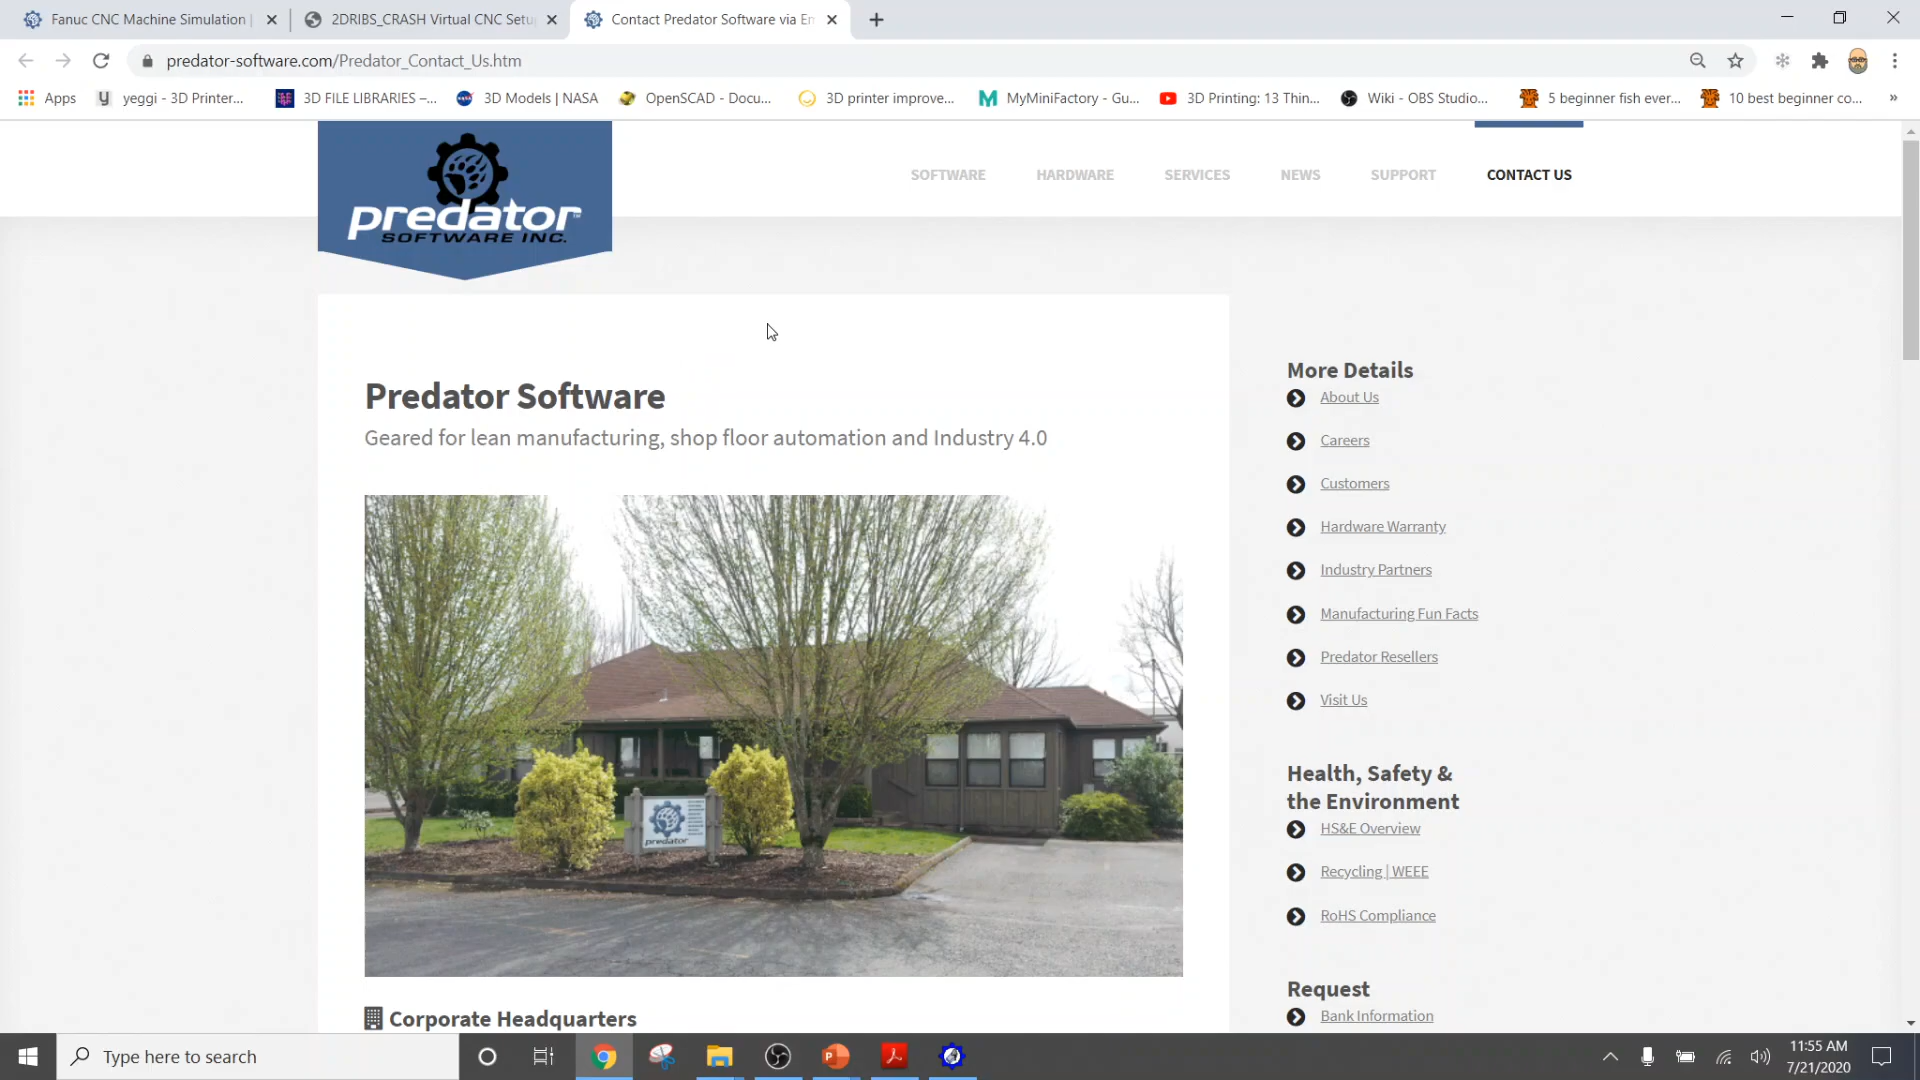 Fanuc CNC Machine Simulation |
2DRIBS_CRASH Virtual CNC Setu
Contact Predator Software via Em
predator-software.com/Predator_Contact_Us.htm
Apps
yeggi - 3D Printer...
3D FILE LIBRARIES –...
3D Models | NASA
OpenSCAD - Docu...
3D printer improve...
MyMiniFactory - Gu...
3D Printing: 13 Thin...
Wiki - OBS Studio...
5 beginner fish ever...
10 best beginner co...
»
predator™
SOFTWARE INC.
SOFTWARE
HARDWARE
SERVICES
NEWS
SUPPORT
CONTACT US
Predator Software
Geared for lean manufacturing, shop floor automation and Industry 4.0
predator
Corporate Headquarters
More Details
About Us
Careers
Customers
Hardware Warranty
Industry Partners
Manufacturing Fun Facts
Predator Resellers
Visit Us
Health, Safety &
the Environment
HS&E Overview
Recycling | WEEE
RoHS Compliance
Request
Bank Information
Type here to search
11:55 AM
7/21/2020